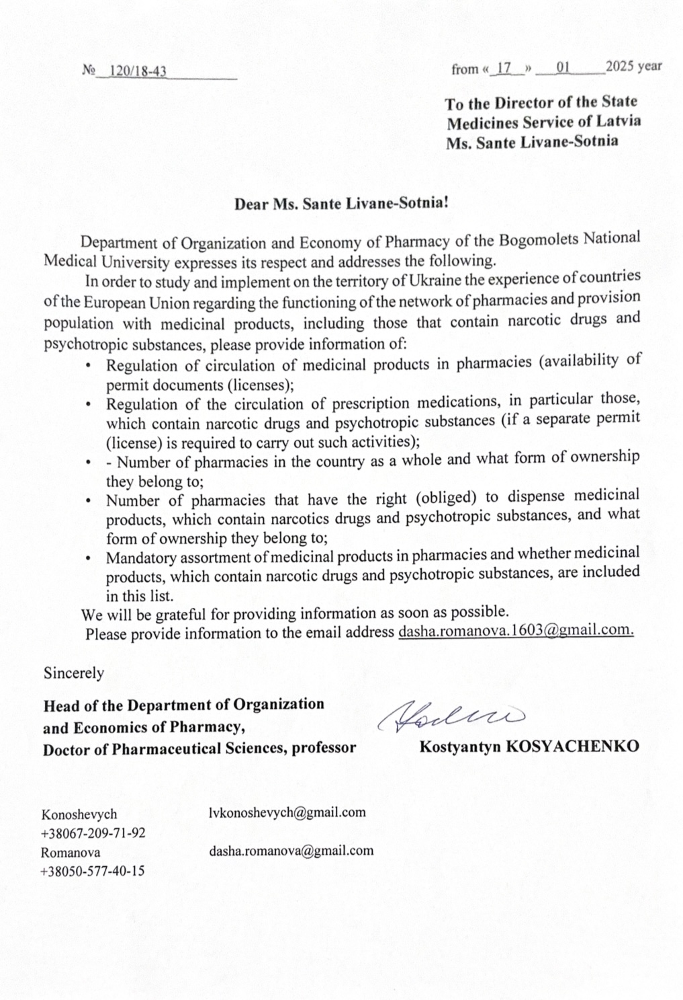 № 120/18-43
from « 17 » 01 2025 year
To the Director of the State
Medicines Service of Latvia
Ms. Sante Livane-Sotnia
Dear Ms. Sante Livane-Sotnia!
Department of Organization and Economy of Pharmacy of the Bogomolets National
Medical University expresses its respect and addresses the following.
In order to study and implement on the territory of Ukraine the experience of countries
of the European Union regarding the functioning of the network of pharmacies and provision
population with medicinal products, including those that contain narcotic drugs and
psychotropic substances, please provide information of:
• Regulation of circulation of medicinal products in pharmacies (availability of
permit documents (licenses);
• Regulation of the circulation of prescription medications, in particular those,
which contain narcotic drugs and psychotropic substances (if a separate permit
(license) is required to carry out such activities);
• - Number of pharmacies in the country as a whole and what form of ownership
they belong to;
• Number of pharmacies that have the right (obliged) to dispense medicinal
products, which contain narcotics drugs and psychotropic substances, and what
form of ownership they belong to;
• Mandatory assortment of medicinal products in pharmacies and whether medicinal
products, which contain narcotic drugs and psychotropic substances, are included
in this list.
We will be grateful for providing information as soon as possible.
Please provide information to the email address dasha.romanova.1603@gmail.com.
Sincerely
Head of the Department of Organization
and Economics of Pharmacy,
Doctor of Pharmaceutical Sciences, professor
Kostyantyn KOSYACHENKO
Konoshevych
lvkonoshevych@gmail.com
+38067-209-71-92
Romanova
dasha.romanova@gmail.com
+38050-577-40-15